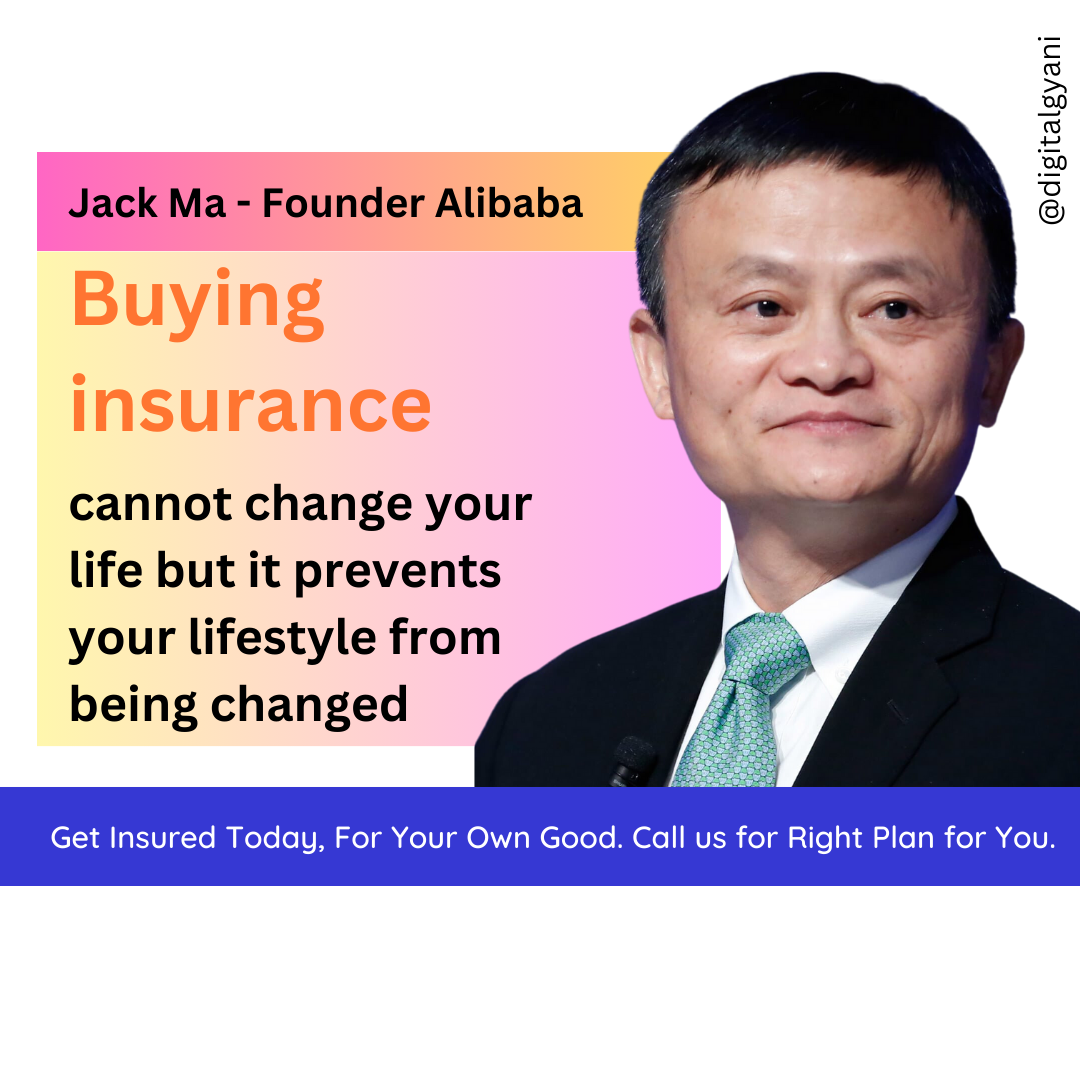 @digitalgyani
Jack Ma - Founder Alibaba
Buying
insurance
cannot change your
life but it prevents
your lifestyle from
being changed
Get Insured Today, For Your Own Good. Call us for Right Plan for You.